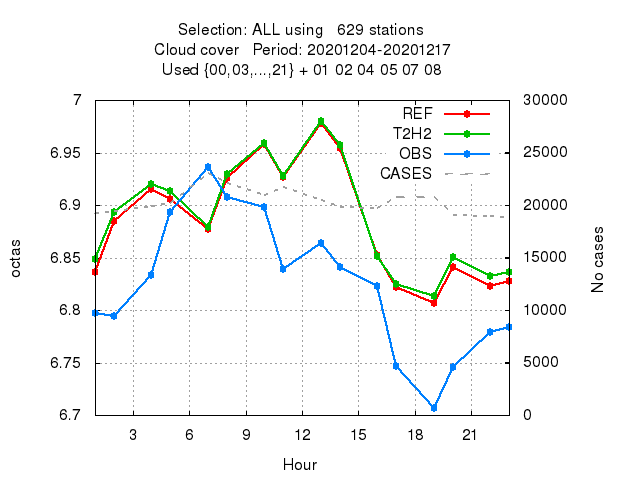 Selection: ALL using   629 stations
Cloud cover   Period: 20201204-20201217
Used {00,03,...,21} + 01 02 04 05 07 08
7 30000
REF
T2H2
6.95 OBS 25000
CASES
6.9 20000
6.85 15000
octas No cases
6.8 10000
6.75 5000
6.7 0
3 6 9 12 15 18 21
Hour